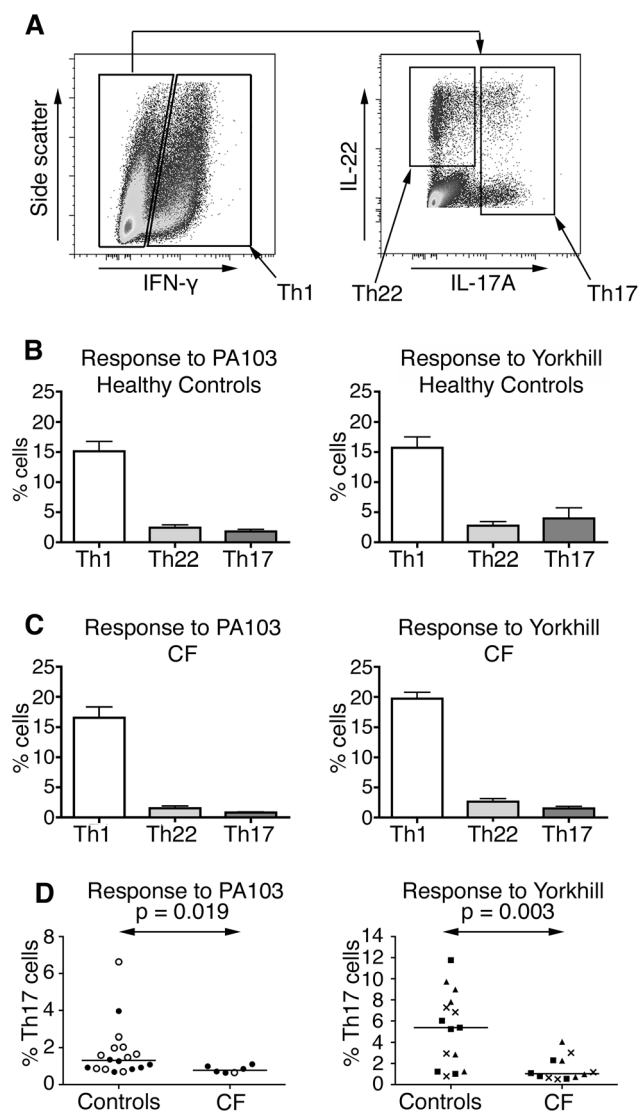 A
Side scatter
IFN-γ
Th1
IL-22
IL-17A
Th22
Th17
B
Response to PA103
Healthy Controls
% cells
25
20
15
10
5
0
Th1 Th22 Th17
Response to Yorkhill
Healthy Controls
% cells
25
20
15
10
5
0
Th1 Th22 Th17
C
Response to PA103
CF
% cells
25
20
15
10
5
0
Th1 Th22 Th17
Response to Yorkhill
CF
% cells
25
20
15
10
5
0
Th1 Th22 Th17
D
Response to PA103
p = 0.019
% Th17 cells
8
6
4
2
0
Controls CF
Response to Yorkhill
p = 0.003
% Th17 cells
14
12
10
8
6
4
2
0
Controls CF